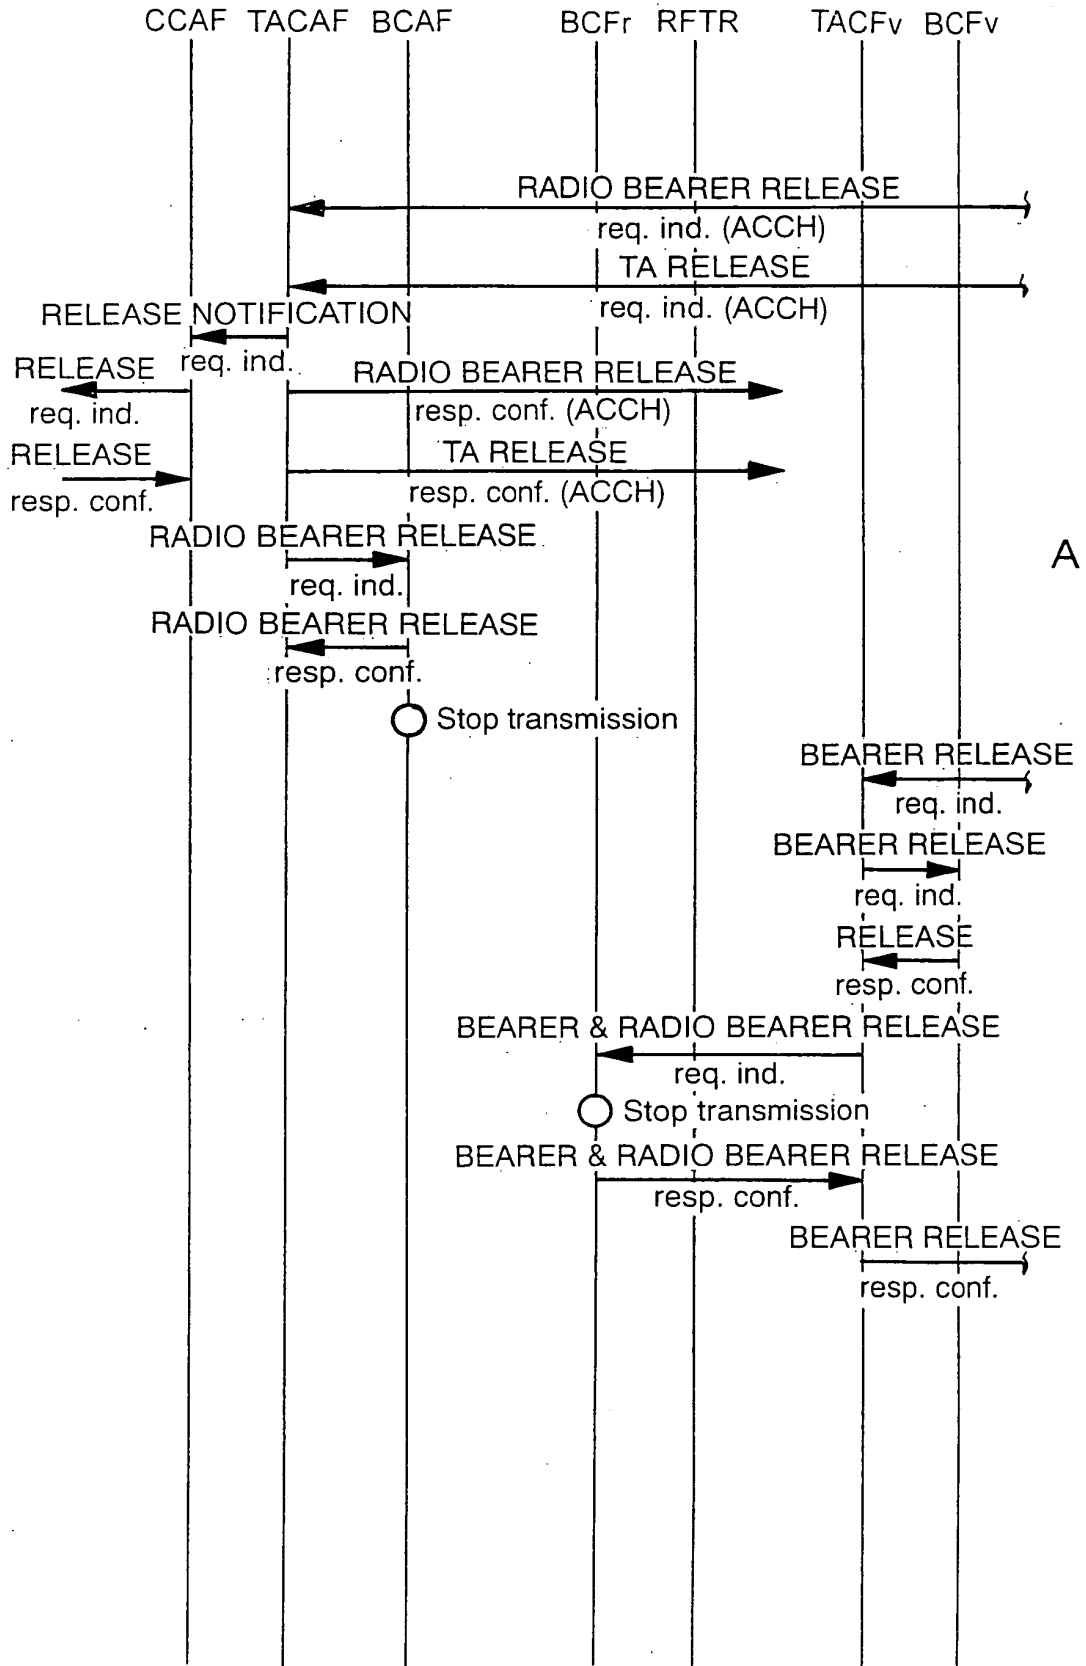 CCAF TACAF BCAF BCFr RFTR TACFv BCFv
RADIO BEARER RELEASE
req. ind. (ACCH)
TA RELEASE
req. ind. (ACCH)
RELEASE NOTIFICATION
req. ind.
RELEASE
req. ind.
RADIO BEARER RELEASE
resp. conf. (ACCH)
RELEASE
resp. conf.
TA RELEASE
resp. conf. (ACCH)
RADIO BEARER RELEASE
req. ind.
A
RADIO BEARER RELEASE
resp. conf.
Stop transmission
BEARER RELEASE
req. ind.
BEARER RELEASE
req. ind.
RELEASE
resp. conf.
BEARER & RADIO BEARER RELEASE
req. ind.
Stop transmission
BEARER & RADIO BEARER RELEASE
resp. conf.
BEARER RELEASE
resp. conf.